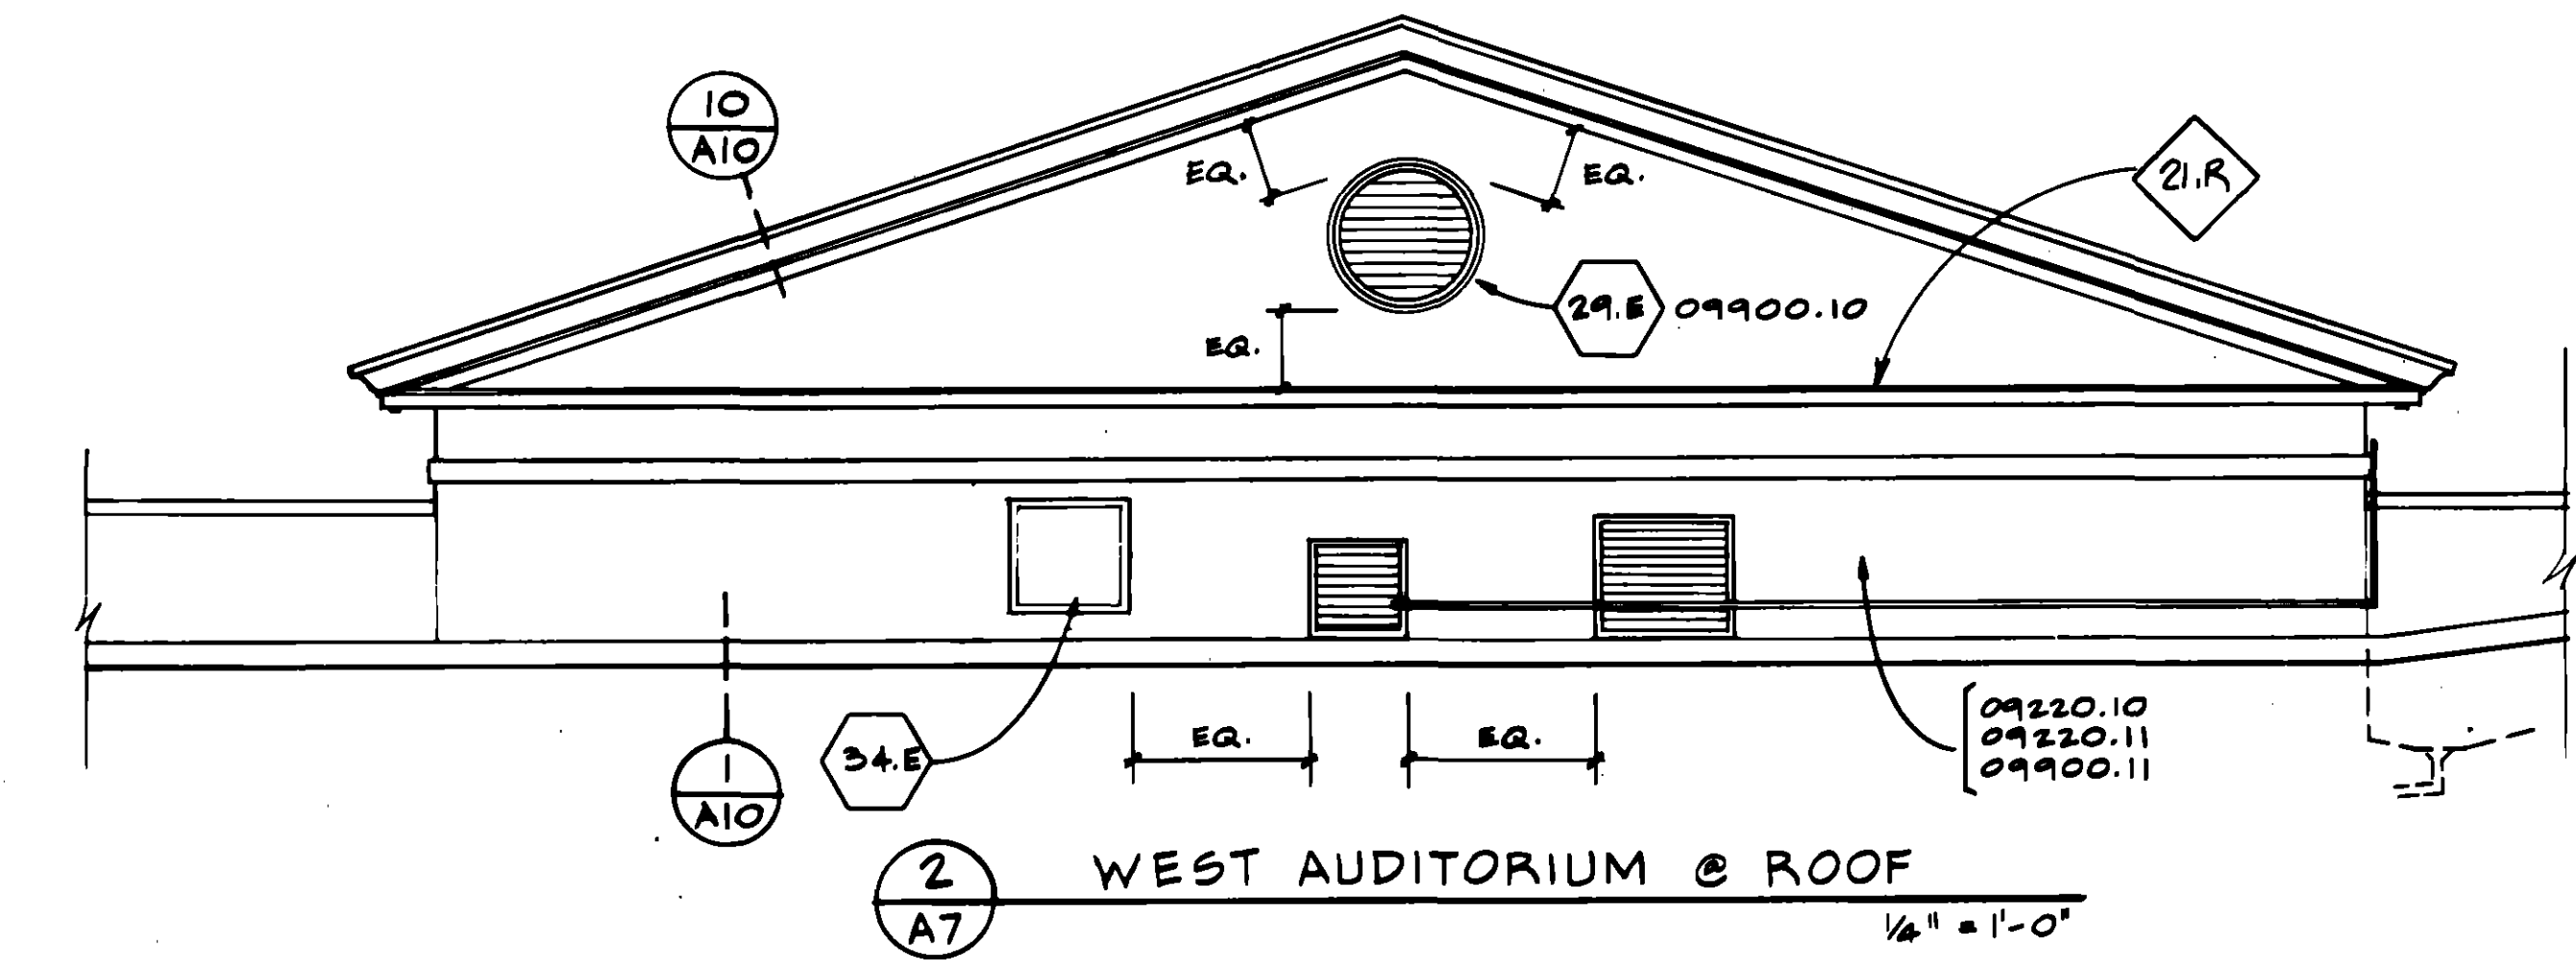 10
A10
EQ.
EQ.
21.R
29.E 09900.10
EQ.
34.E
EQ.
EQ.
09220.10
09220.11
09900.11
1
A10
2
A7
WEST AUDITORIUM @ ROOF
1/4" = 1'-0"